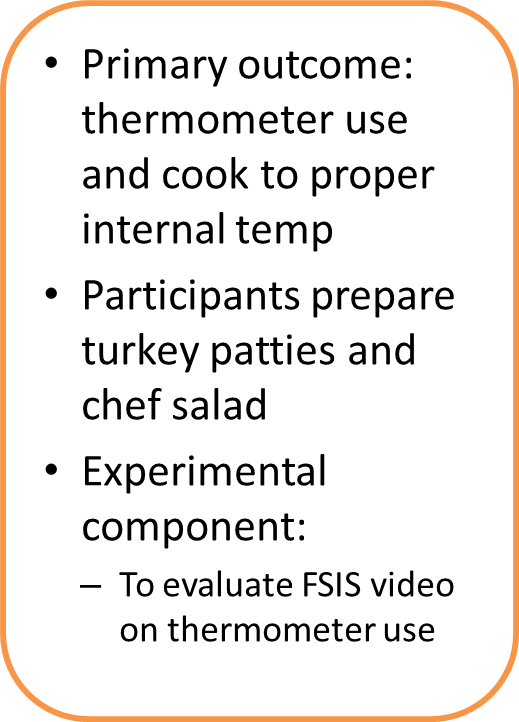 • Primary outcome:
thermometer use
and cook to proper
internal temp
• Participants prepare
turkey patties and
chef salad
• Experimental
component:
– To evaluate FSIS video
on thermometer use